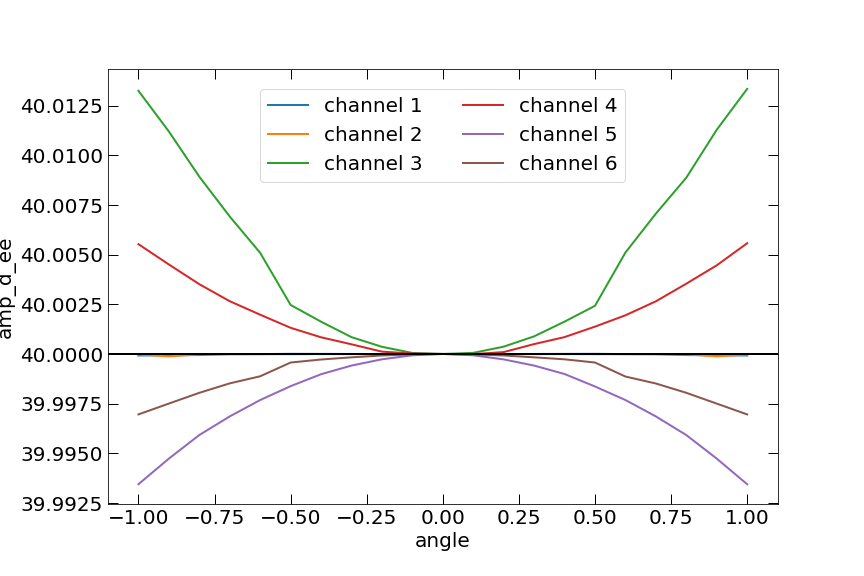 amp_d_ee
40.0125
40.0100
40.0075
40.0050
40.0025
40.0000
39.9975
39.9950
39.9925
channel 1
channel 2
channel 3
channel 4
channel 5
channel 6
−1.00 −0.75 −0.50 −0.25 0.00 0.25 0.50 0.75 1.00
angle